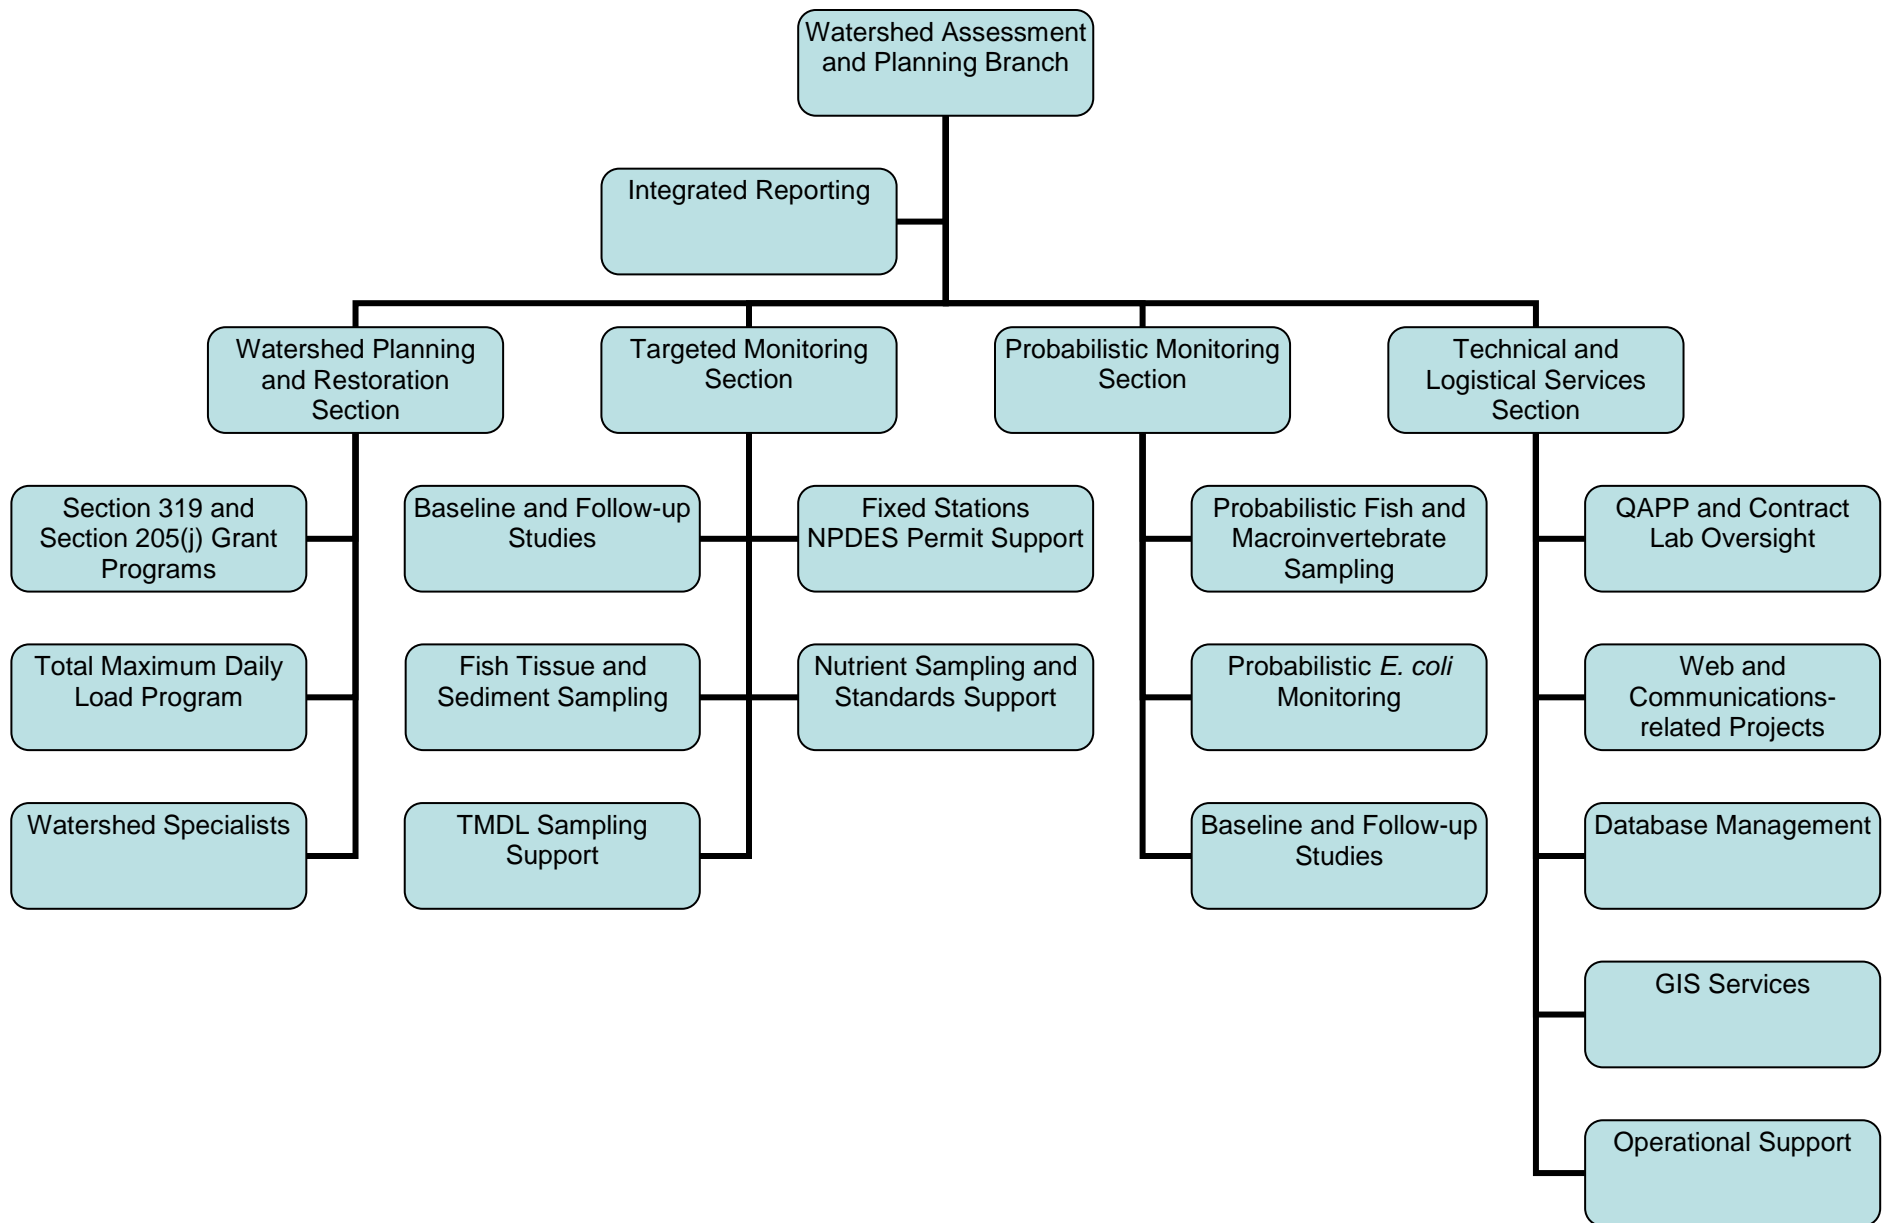 Watershed Assessment
and Planning Branch
Integrated Reporting
Watershed Planning
and Restoration
Section
Targeted Monitoring
Section
Probabilistic Monitoring
Section
Technical and
Logistical Services
Section
Section 319 and
Section 205(j) Grant
Programs
Baseline and Follow-up
Studies
Fixed Stations
NPDES Permit Support
Probabilistic Fish and
Macroinvertebrate
Sampling
QAPP and Contract
Lab Oversight
Total Maximum Daily
Load Program
Fish Tissue and
Sediment Sampling
Nutrient Sampling and
Standards Support
Probabilistic E. coli
Monitoring
Web and
Communications-
related Projects
Watershed Specialists
TMDL Sampling
Support
Baseline and Follow-up
Studies
Database Management
GIS Services
Operational Support